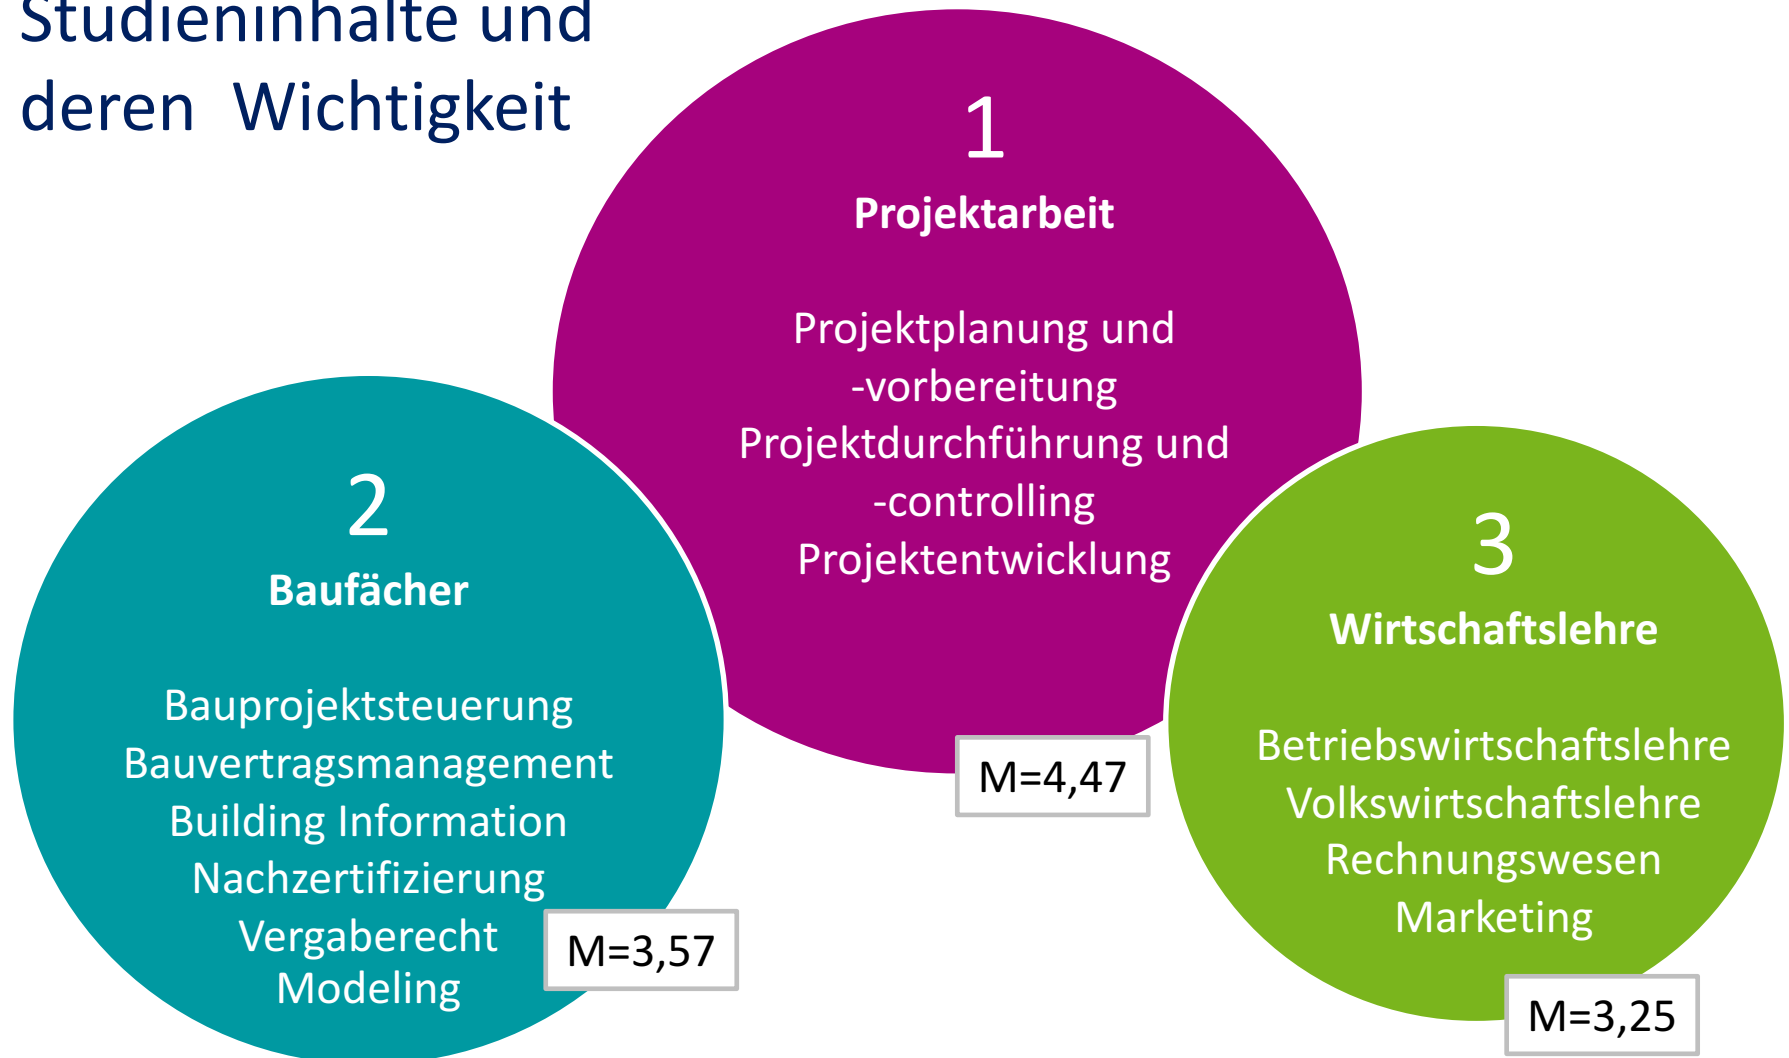 Studieninhalte und
deren Wichtigkeit
1
Projektarbeit
Projektplanung und
-vorbereitung
Projektdurchführung und
-controlling
Projektentwicklung
M=4,47
2
Baufächer
Bauprojektsteuerung
Bauvertragsmanagement
Building Information
Nachzertifizierung
Vergaberecht
Modeling
M=3,57
3
Wirtschaftslehre
Betriebswirtschaftslehre
Volkswirtschaftslehre
Rechnungswesen
Marketing
M=3,25